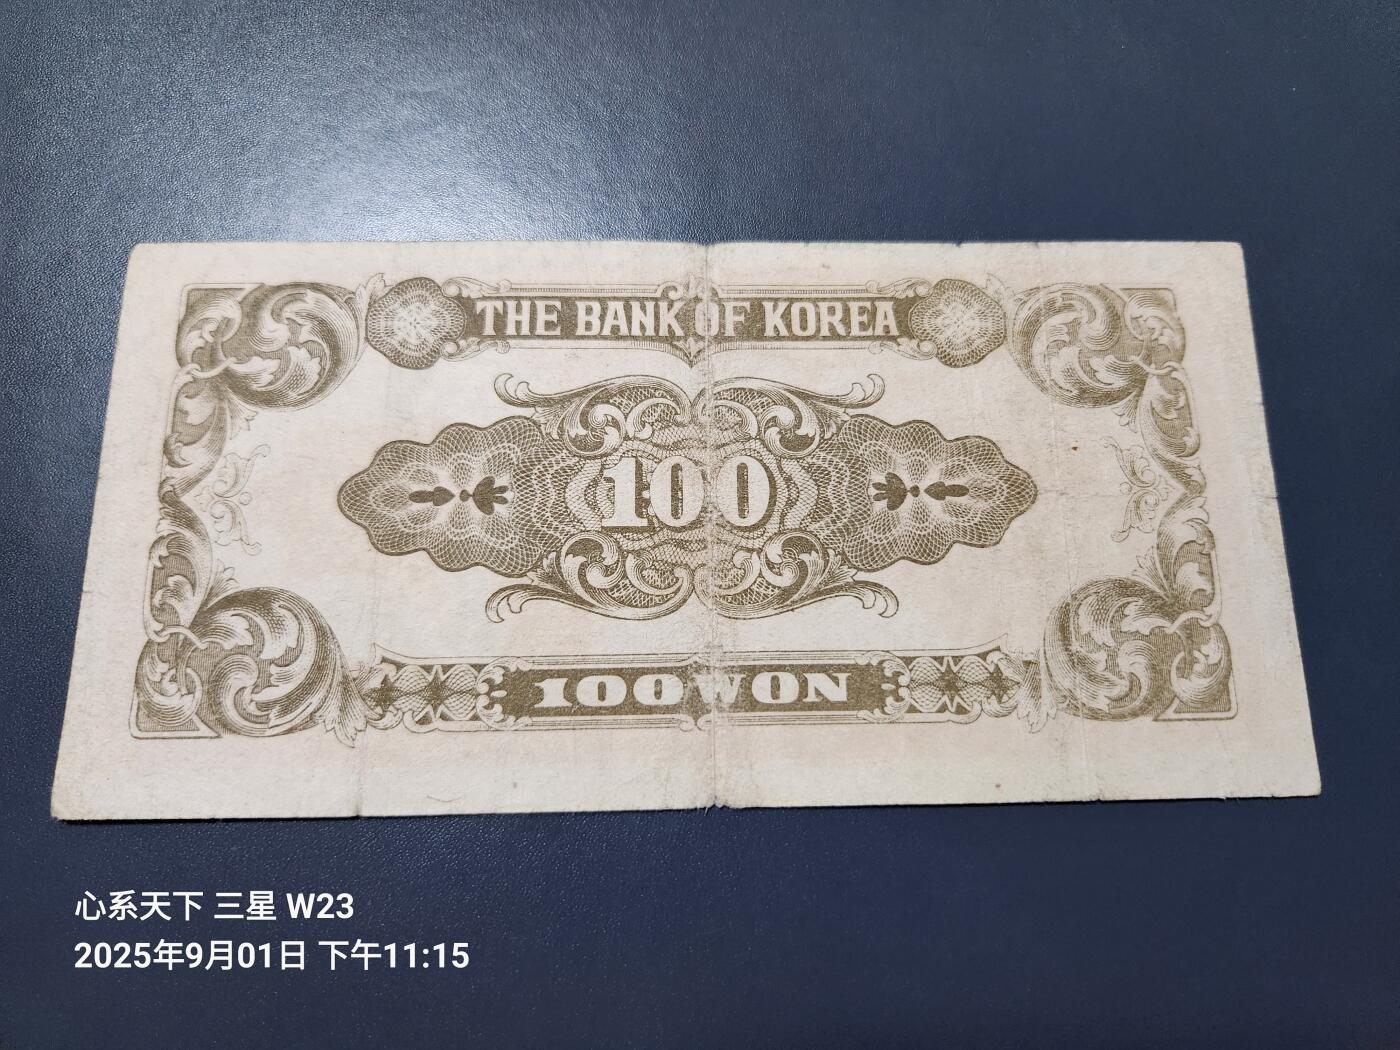 THE BANK OF KOREA
100
100 WON
心系天下 三星 W23
2025年9月01日 下午11:15